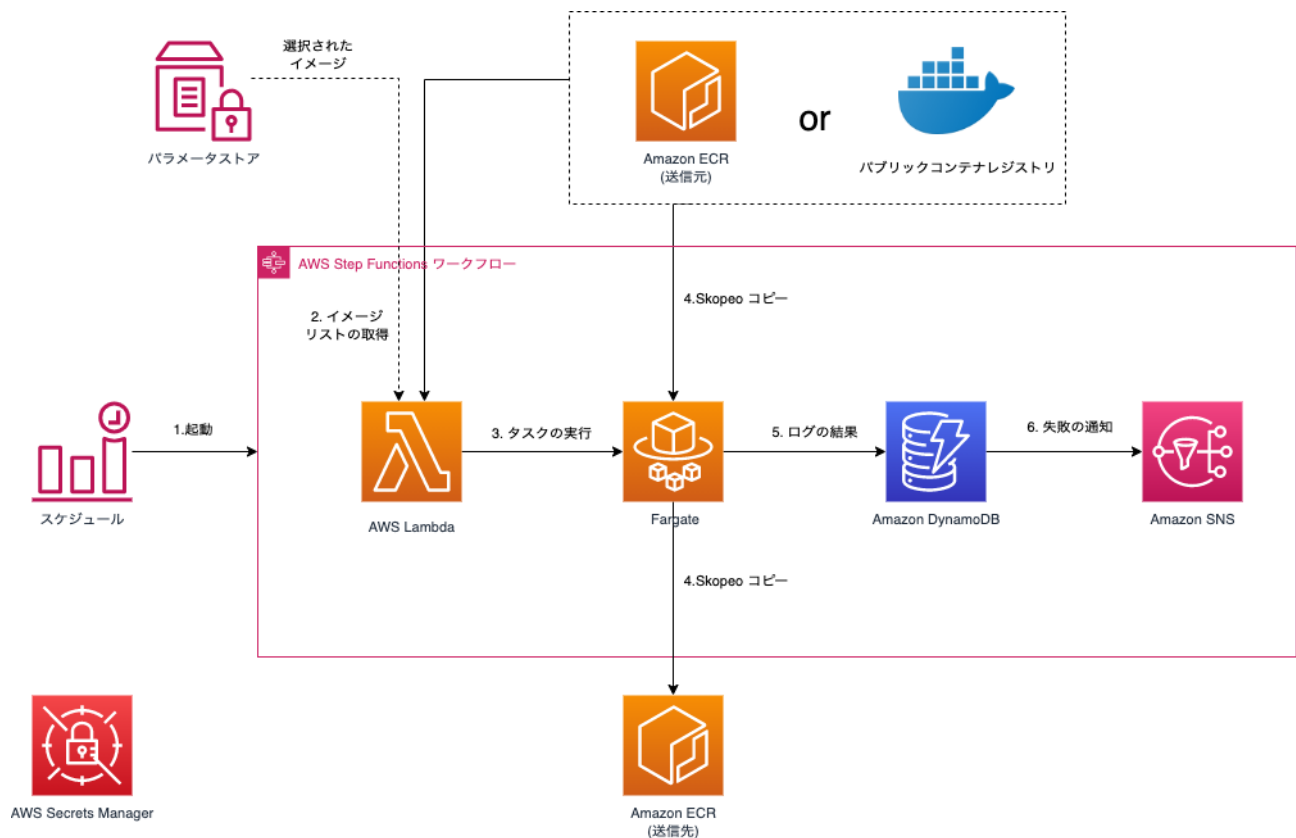 選択された
イメージ
パラメータストア
Amazon ECR
(送信元)
or
パブリックコンテナレジストリ
AWS Step Functions ワークフロー
2. イメージ
リストの取得
4.Skopeo コピー
1.起動
3. タスクの実行
5. ログの結果
6. 失敗の通知
スケジュール
AWS Lambda
Fargate
Amazon DynamoDB
Amazon SNS
4.Skopeo コピー
AWS Secrets Manager
Amazon ECR
(送信先)